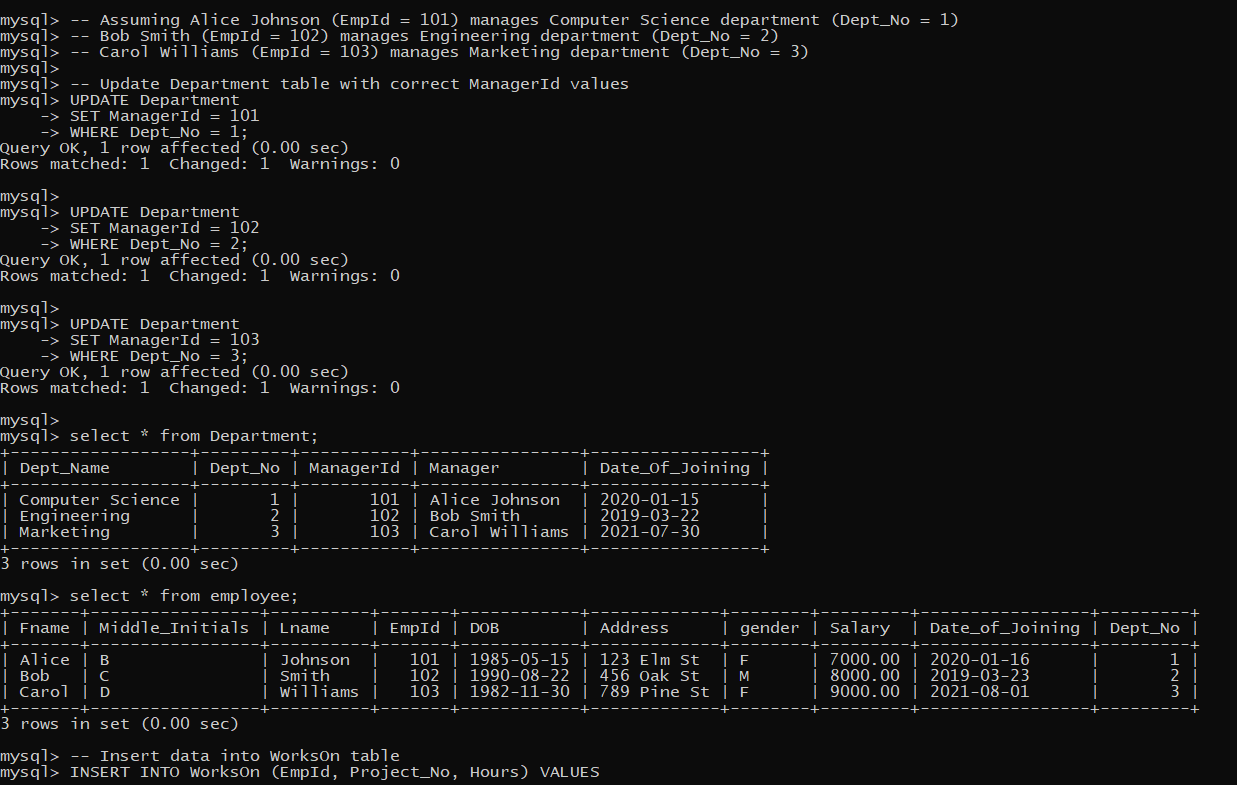 mysql> -- Assuming Alice Johnson (EmpId = 101) manages Computer Science department (Dept_No = 1)
mysql> -- Bob Smith (EmpId = 102) manages Engineering department (Dept_No = 2)
mysql> -- Carol Williams (EmpId = 103) manages Marketing department (Dept_No = 3)
mysql>
mysql> -- Update Department table with correct ManagerId values
mysql> UPDATE Department
    -> SET ManagerId = 101
    -> WHERE Dept_No = 1;
Query OK, 1 row affected (0.00 sec)
Rows matched: 1  Changed: 1  Warnings: 0

mysql>
mysql> UPDATE Department
    -> SET ManagerId = 102
    -> WHERE Dept_No = 2;
Query OK, 1 row affected (0.00 sec)
Rows matched: 1  Changed: 1  Warnings: 0

mysql>
mysql> UPDATE Department
    -> SET ManagerId = 103
    -> WHERE Dept_No = 3;
Query OK, 1 row affected (0.00 sec)
Rows matched: 1  Changed: 1  Warnings: 0

mysql>
mysql> select * from Department;
+------------------+---------+-----------+----------------+-----------------+
| Dept_Name        | Dept_No | ManagerId | Manager        | Date_Of_Joining |
+------------------+---------+-----------+----------------+-----------------+
| Computer Science |       1 |       101 | Alice Johnson  | 2020-01-15      |
| Engineering      |       2 |       102 | Bob Smith      | 2019-03-22      |
| Marketing        |       3 |       103 | Carol Williams | 2021-07-30      |
+------------------+---------+-----------+----------------+-----------------+
3 rows in set (0.00 sec)

mysql> select * from employee;
+-------+-----------------+----------+-------+------------+-------------+--------+---------+-----------------+---------+
| Fname | Middle_Initials | Lname    | EmpId | DOB        | Address     | gender | Salary  | Date_of_Joining | Dept_No |
+-------+-----------------+----------+-------+------------+-------------+--------+---------+-----------------+---------+
| Alice | B               | Johnson  |   101 | 1985-05-15 | 123 Elm St  | F      | 7000.00 | 2020-01-16      |       1 |
| Bob   | C               | Smith    |   102 | 1990-08-22 | 456 Oak St  | M      | 8000.00 | 2019-03-23      |       2 |
| Carol | D               | Williams |   103 | 1982-11-30 | 789 Pine St | F      | 9000.00 | 2021-08-01      |       3 |
+-------+-----------------+----------+-------+------------+-------------+--------+---------+-----------------+---------+
3 rows in set (0.00 sec)

mysql> -- Insert data into WorksOn table
mysql> INSERT INTO WorksOn (EmpId, Project_No, Hours) VALUES